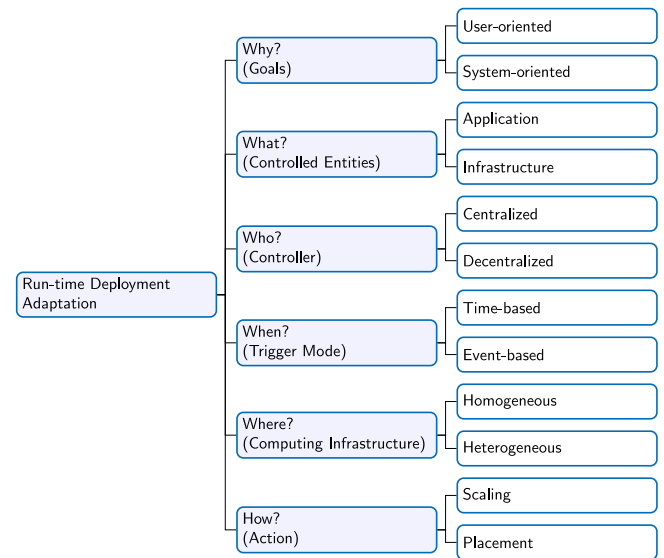 Run-time Deployment
Adaptation
Why?
(Goals)
User-oriented
System-oriented
What?
(Controlled Entities)
Application
Infrastructure
Who?
(Controller)
Centralized
Decentralized
When?
(Trigger Mode)
Time-based
Event-based
Where?
(Computing Infrastructure)
Homogeneous
Heterogeneous
How?
(Action)
Scaling
Placement